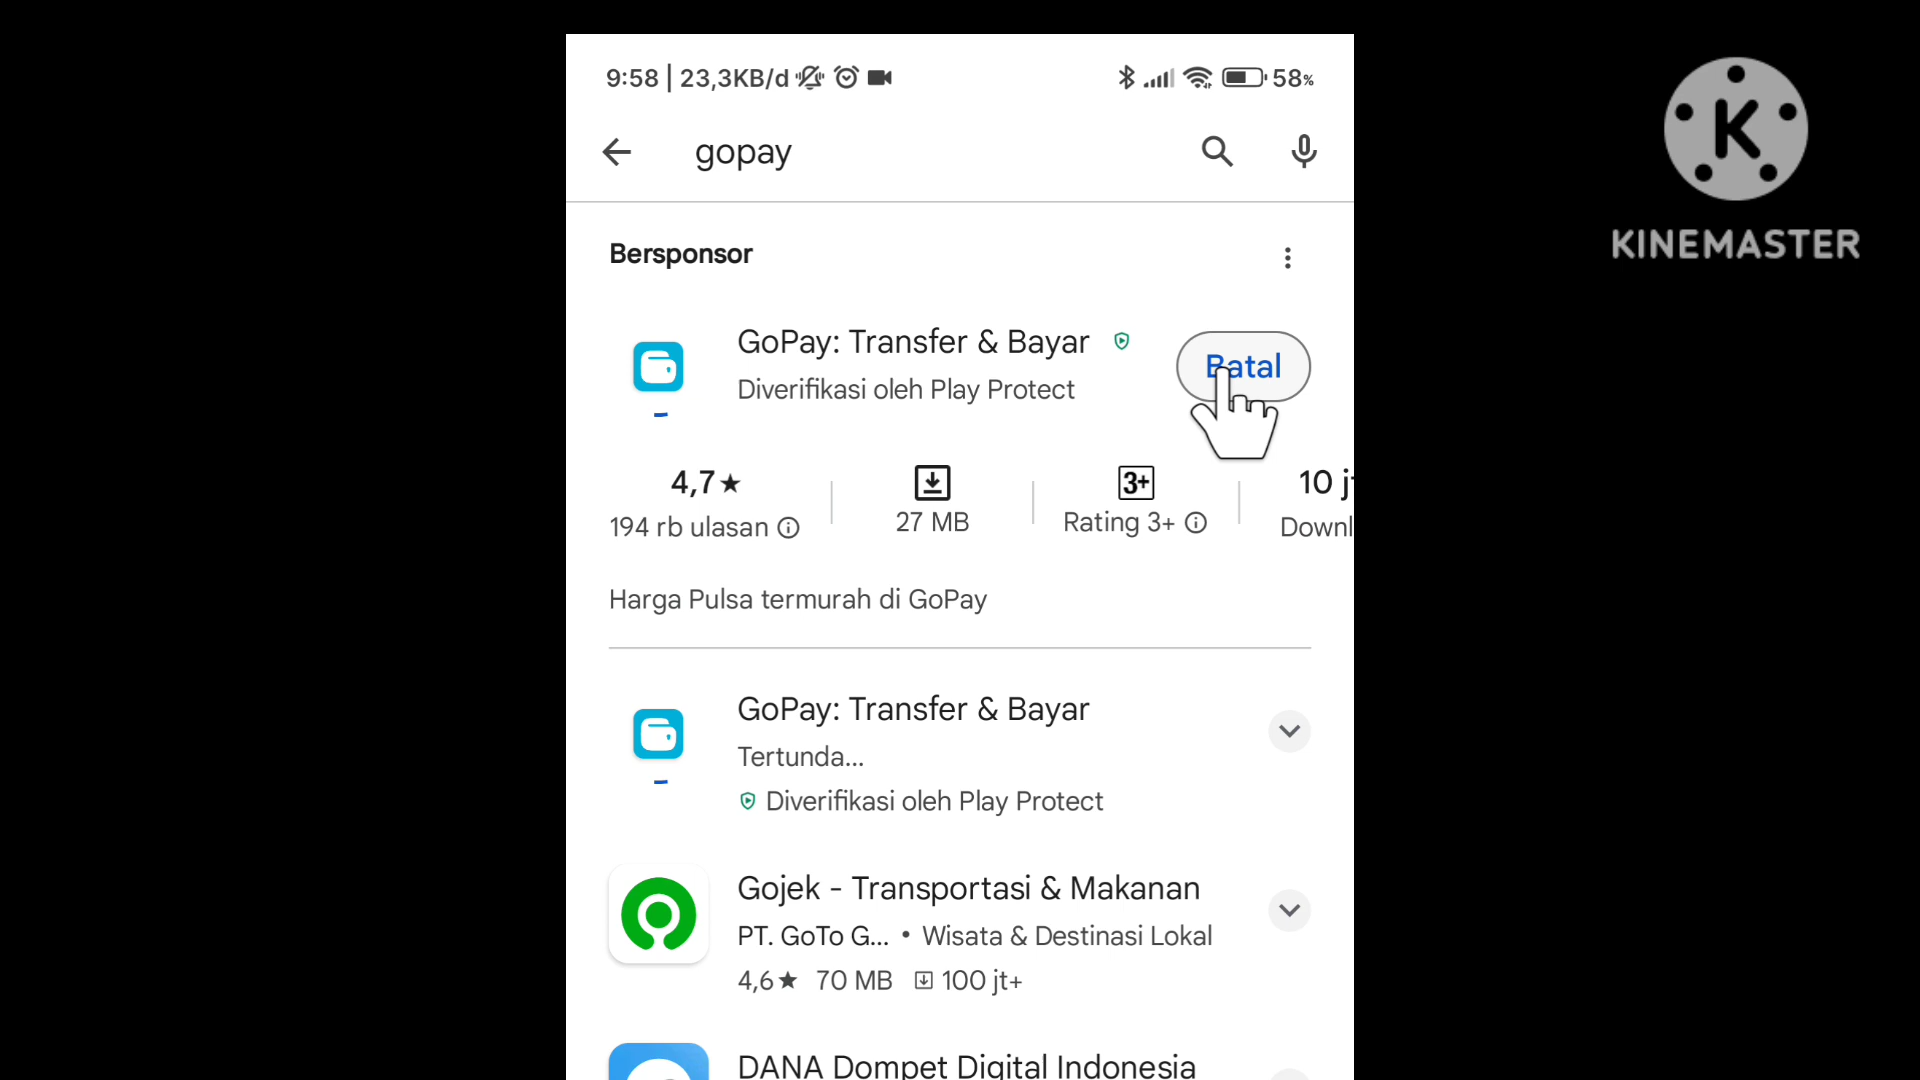 9:58 | 23,3KB/d 58%
gopay
K
KINEMASTER
Bersponsor
GoPay: Transfer & Bayar
Diverifikasi oleh Play Protect
Batal
4,7★ 27 MB 3+ 10 j
194 rb ulasan Rating 3+ Downl
Harga Pulsa termurah di GoPay
GoPay: Transfer & Bayar
Tertunda...
Diverifikasi oleh Play Protect
Gojek - Transportasi & Makanan
PT. GoTo G... • Wisata & Destinasi Lokal
4,6★ 70 MB 100 jt+
DANA Dompet Digital Indonesia